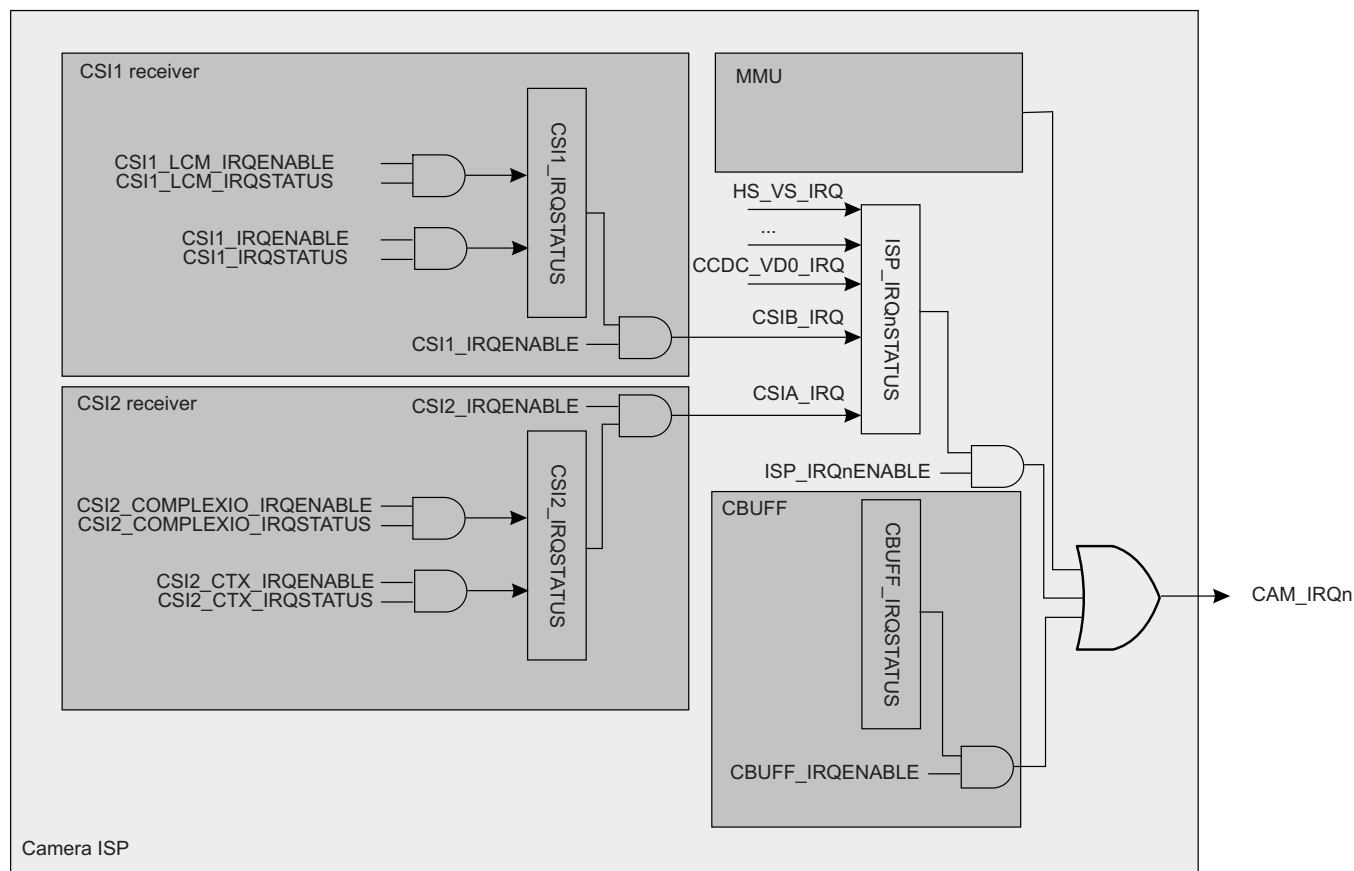 CSI1 receiver
CSI1_LCM_IRQENABLE
CSI1_LCM_IRQSTATUS
CSI1_IRQENABLE
CSI1_IRQSTATUS
CSI1_IRQSTATUS
CSI1_IRQENABLE
CSI2 receiver
CSI2_IRQENABLE
CSI2_COMPLEXIO_IRQENABLE
CSI2_COMPLEXIO_IRQSTATUS
CSI2_CTX_IRQENABLE
CSI2_CTX_IRQSTATUS
CSI2_IRQSTATUS
MMU
HS_VS_IRQ
...
CCDC_VD0_IRQ
CSIB_IRQ
CSIA_IRQ
ISP_IRQnSTATUS
ISP_IRQnENABLE
CBUFF
CBUFF_IRQSTATUS
CBUFF_IRQENABLE
CAM_IRQn
Camera ISP